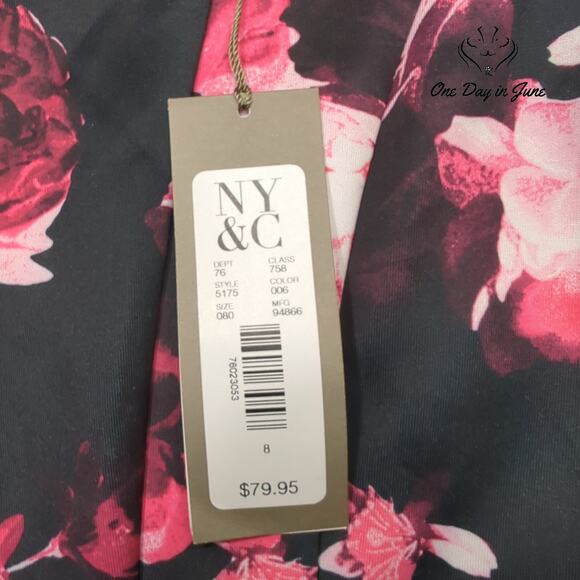 One Day in June
NY
&C
DEPT CLASS
76 758
STYLE COLOR
5175 006
SIZE MFG
080 94866
76023053
8
$79.95